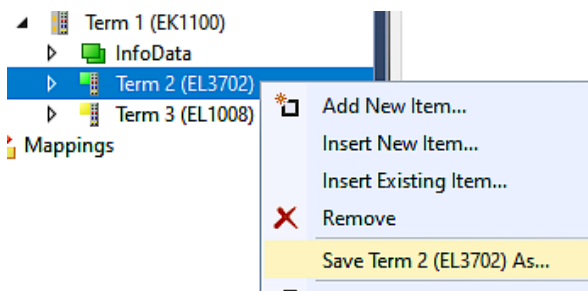 Term 1 (EK1100)
InfoData
Term 2 (EL3702)
Term 3 (EL1008)
Mappings
Add New Item...
Insert New Item...
Insert Existing Item...
Remove
Save Term 2 (EL3702) As...